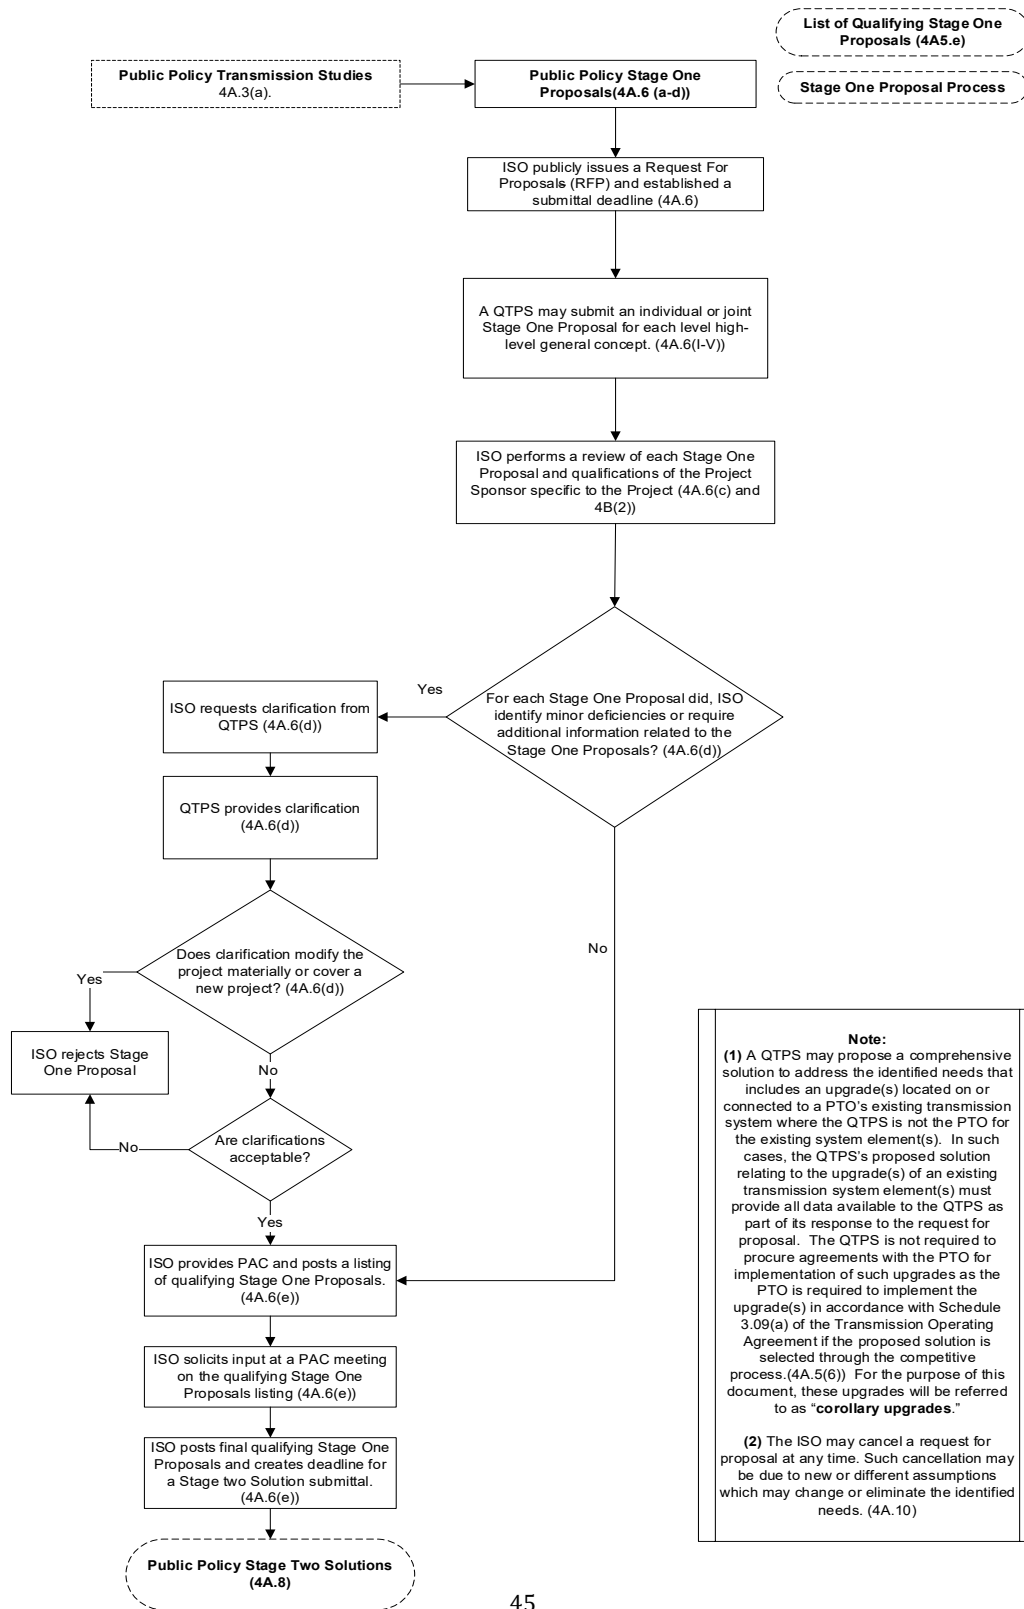 List of Qualifying Stage One
Proposals (4A5.e)
Public Policy Transmission Studies
4A.3(a).
Public Policy Stage One
Proposals(4A.6 (a-d))
Stage One Proposal Process
ISO publicly issues a Request For
Proposals (RFP) and established a
submittal deadline (4A.6)
A QTPS may submit an individual or joint
Stage One Proposal for each level high-
level general concept. (4A.6(I-V))
ISO performs a review of each Stage One
Proposal and qualifications of the Project
Sponsor specific to the Project (4A.6(c) and
4B(2))
For each Stage One Proposal did, ISO
identify minor deficiencies or require
additional information related to the
Stage One Proposals? (4A.6(d))
Yes
ISO requests clarification from
QTPS (4A.6(d))
QTPS provides clarification
(4A.6(d))
Does clarification modify the
project materially or cover a
new project? (4A.6(d))
Yes
No
ISO rejects Stage
One Proposal
No
Are clarifications
acceptable?
No
Yes
ISO provides PAC and posts a listing
of qualifying Stage One Proposals.
(4A.6(e))
ISO solicits input at a PAC meeting
on the qualifying Stage One
Proposals listing (4A.6(e))
ISO posts final qualifying Stage One
Proposals and creates deadline for
a Stage two Solution submittal.
(4A.6(e))
Public Policy Stage Two Solutions
(4A.8)
Note:
(1) A QTPS may propose a comprehensive
solution to address the identified needs that
includes an upgrade(s) located on or
connected to a PTO’s existing transmission
system where the QTPS is not the PTO for
the existing system element(s). In such
cases, the QTPS’s proposed solution
relating to the upgrade(s) of an existing
transmission system element(s) must
provide all data available to the QTPS as
part of its response to the request for
proposal. The QTPS is not required to
procure agreements with the PTO for
implementation of such upgrades as the
PTO is required to implement the
upgrade(s) in accordance with Schedule
3.09(a) of the Transmission Operating
Agreement if the proposed solution is
selected through the competitive
process.(4A.5(6)) For the purpose of this
document, these upgrades will be referred
to as “corollary upgrades.”
(2) The ISO may cancel a request for
proposal at any time. Such cancellation may
be due to new or different assumptions
which may change or eliminate the identified
needs. (4A.10)
45